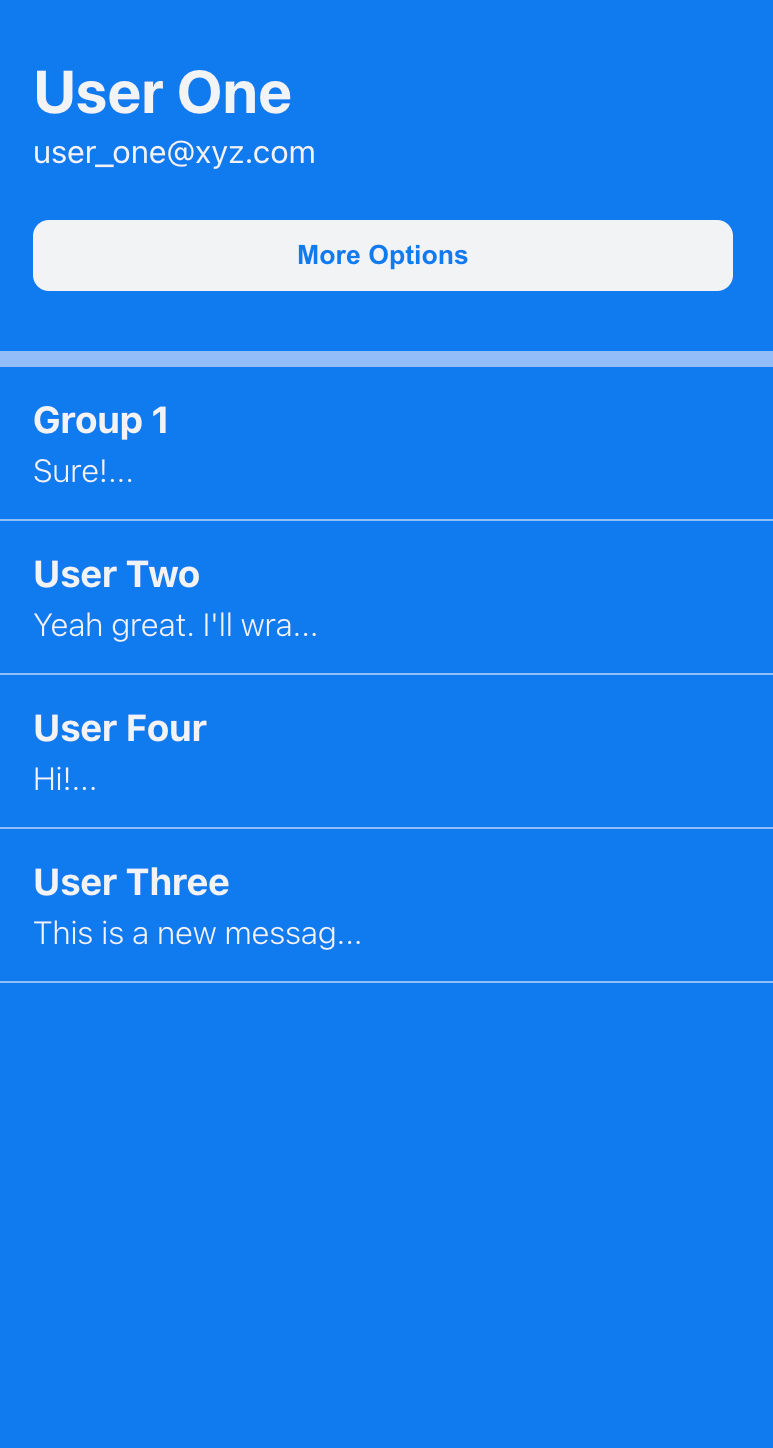 User One
user_one@xyz.com
More Options
Group 1
Sure!...
User Two
Yeah great. I'll wra...
User Four
Hi!...
User Three
This is a new messag...